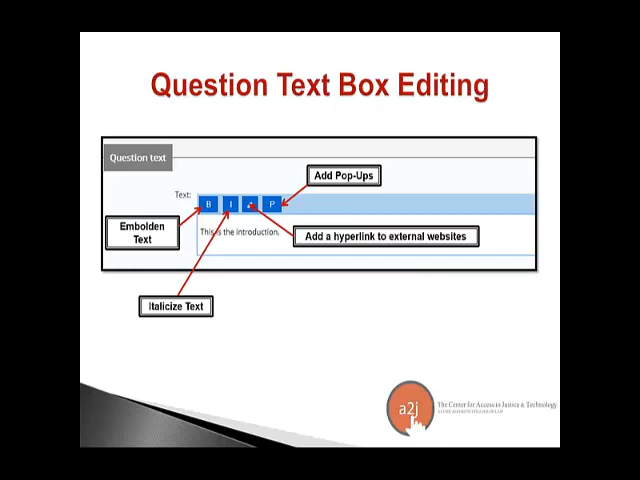 Question Text Box Editing
Question text
Add Pop-Ups
Text:
B I P
Embolden
Text
This is the introduction.
Add a hyperlink to external websites
Italicize Text
a2j
The Center for Access to Justice & Technology